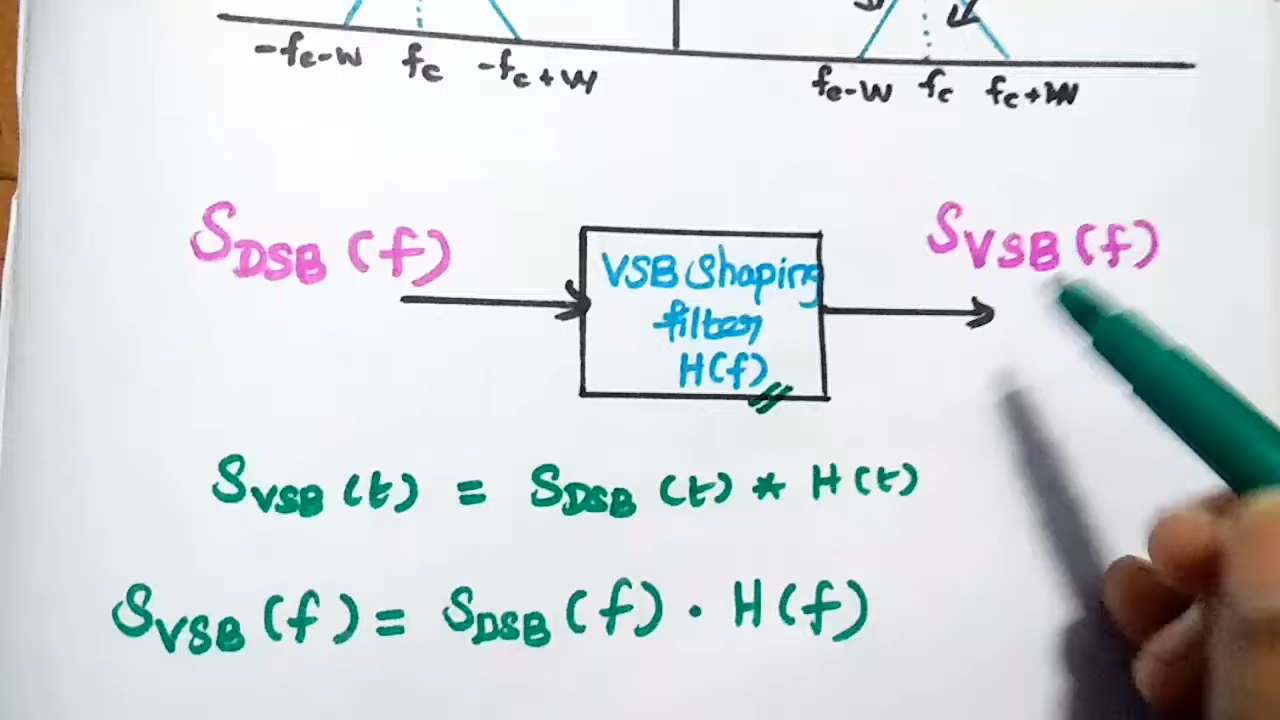 -fc-W fc -fc+W fc-W fc fc+W
SDSB (f) SVSB (f)
VSB Shaping
filter
H(f)
SVSB (t) = SDSB (t) * H(t)
SVSB (f) = SDSB (f) · H(f)